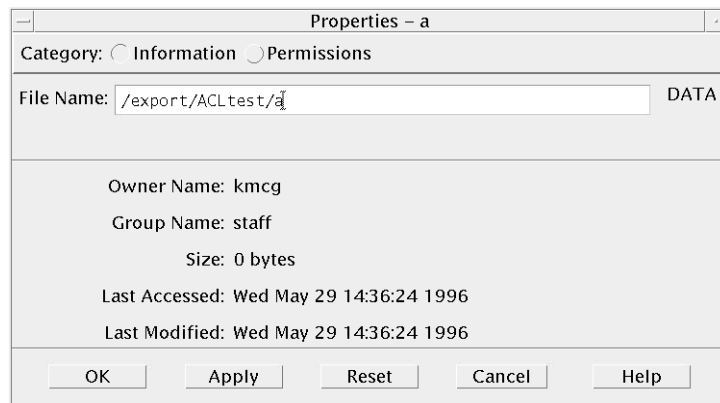 Properties – a
Category: Information Permissions
File Name: /export/ACLtest/a DATA
Owner Name: kmcg
Group Name: staff
Size: 0 bytes
Last Accessed: Wed May 29 14:36:24 1996
Last Modified: Wed May 29 14:36:24 1996
OK Apply Reset Cancel Help